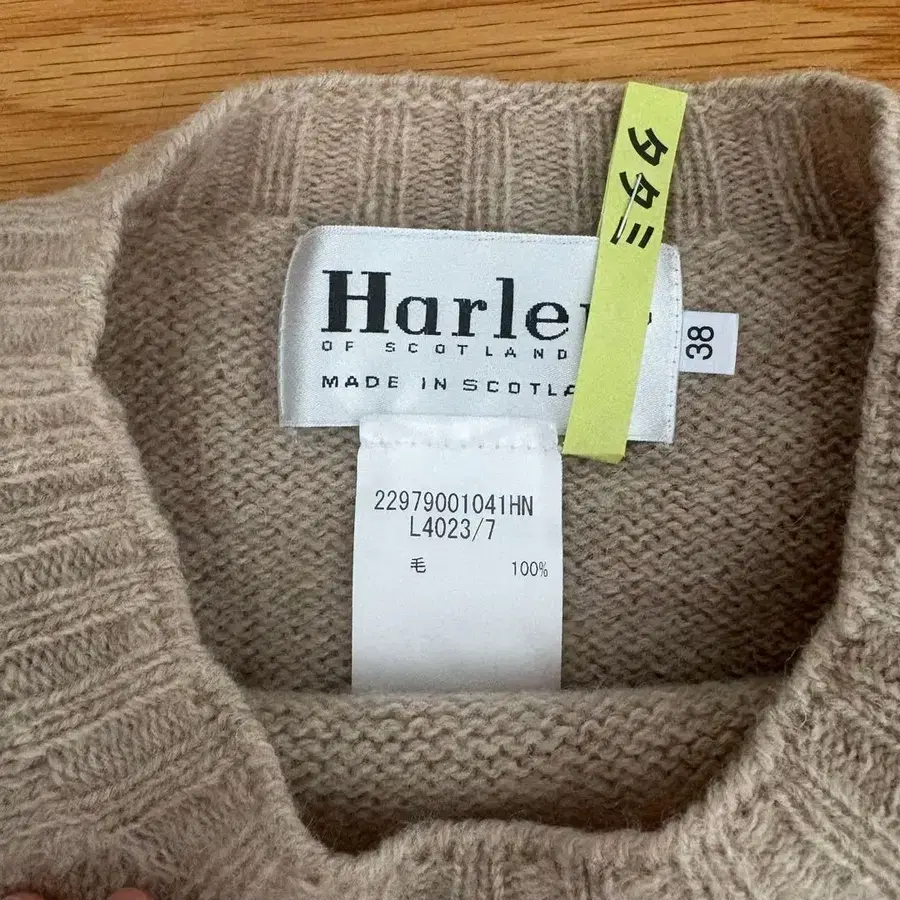 タタミ
Harle
OF SCOTLAND
MADE IN SCOTLA
38
22979001041HN
L4023/7
毛 100%